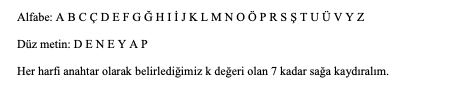 Alfabe: A B C Ç D E F G Ğ H I İ J K L M N O Ö P R S Ş T U Ü V Y Z
Düz metin: D E N E Y A P
Her harfi anahtar olarak belirlediğimiz k değeri olan 7 kadar sağa kaydıralım.